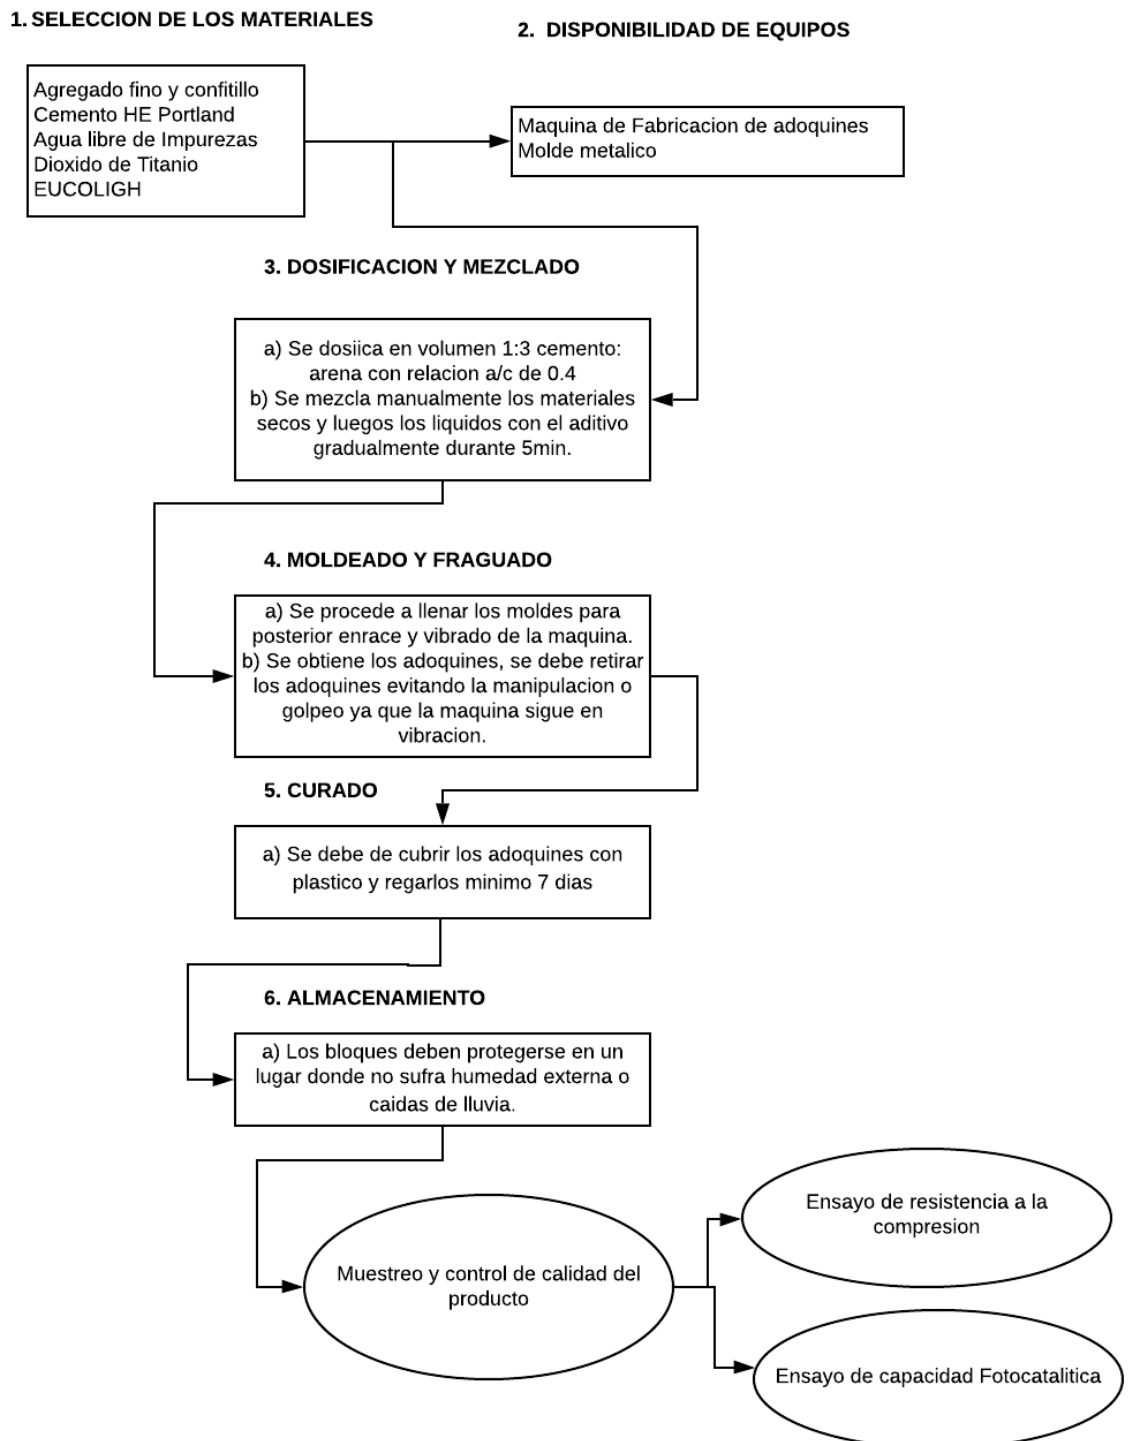 1. SELECCION DE LOS MATERIALES
2. DISPONIBILIDAD DE EQUIPOS
Agregado fino y confitillo
Cemento HE Portland
Agua libre de Impurezas
Dioxido de Titanio
EUCOLIGH
Maquina de Fabricacion de adoquines
Molde metalico
3. DOSIFICACION Y MEZCLADO
a) Se dosiica en volumen 1:3 cemento:
arena con relacion a/c de 0.4
b) Se mezcla manualmente los materiales
secos y luegos los liquidos con el aditivo
gradualmente durante 5min.
4. MOLDEADO Y FRAGUADO
a) Se procede a llenar los moldes para
posterior enrace y vibrado de la maquina.
b) Se obtiene los adoquines, se debe retirar
los adoquines evitando la manipulacion o
golpeo ya que la maquina sigue en
vibracion.
5. CURADO
a) Se debe de cubrir los adoquines con
plastico y regarlos minimo 7 dias
6. ALMACENAMIENTO
a) Los bloques deben protegerse en un
lugar donde no sufra humedad externa o
caidas de lluvia.
Muestreo y control de calidad del
producto
Ensayo de resistencia a la
compresion
Ensayo de capacidad Fotocatalitica